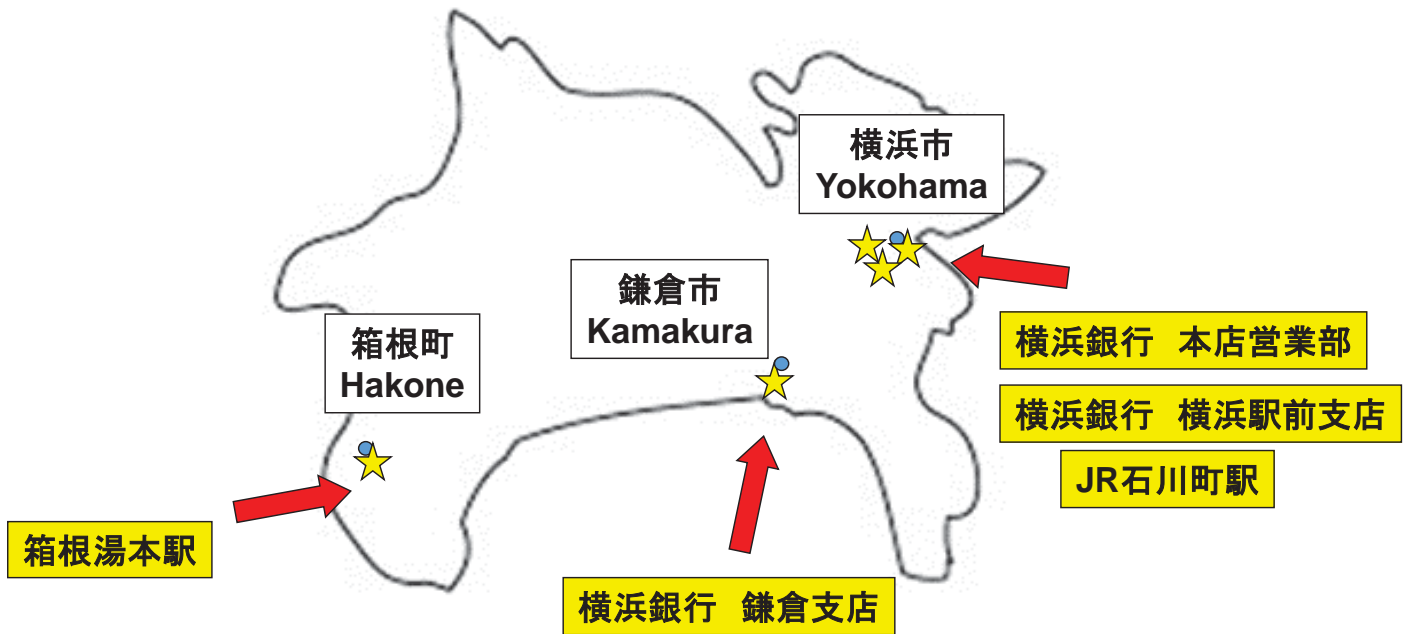 横浜市
Yokohama
鎌倉市
Kamakura
箱根町
Hakone
横浜銀行　本店営業部
横浜銀行　横浜駅前支店
JR石川町駅
箱根湯本駅
横浜銀行　鎌倉支店